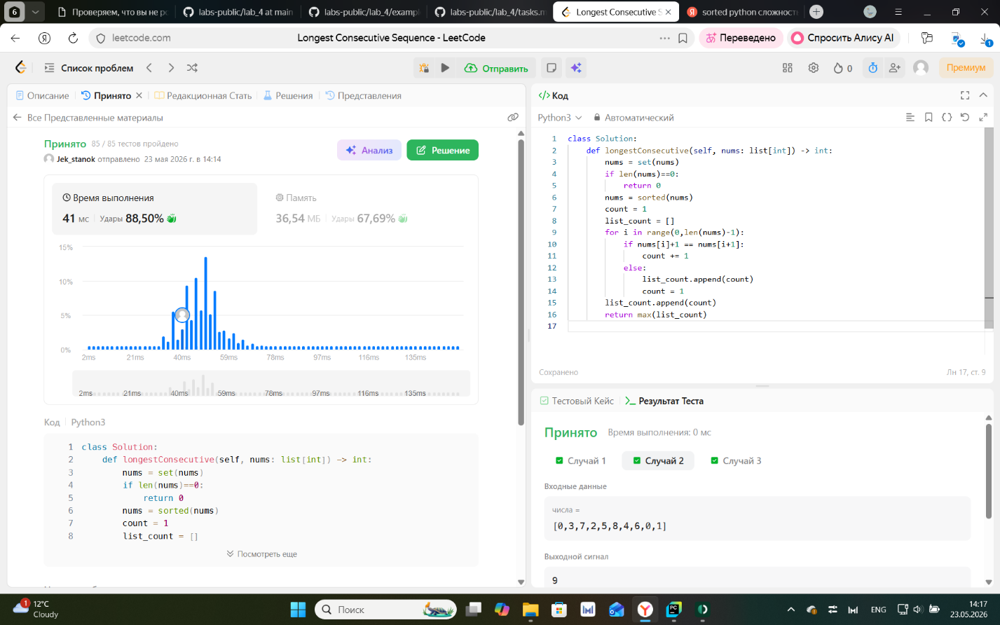 6
Проверяем, что вы не ро
labs-public/lab_4 at main
labs-public/lab_4/example
labs-public/lab_4/tasks.m
Longest Consecutive S
sorted python сложность
leetcode.com
Longest Consecutive Sequence - LeetCode
Переведено
Спросить Алису AI
1
Список проблем
Отправить
0
Премиум
Описание
Принято
Редакционная Стать
Решения
Представления
Все Представленные материалы
Принято 85 / 85 тестов пройдено
Jek_stanok отправлено 23 мая 2026 г. в 14:14
Анализ
Решение
Время выполнения
41 мс Удары 88,50%
Память
36,54 МБ Удары 67,69%
15%
10%
5%
0%
2ms 21ms 40ms 59ms 78ms 97ms 116ms 135ms
2ms 21ms 40ms 59ms 78ms 97ms 116ms 135ms
Код Python3
1 class Solution:
2 def longestConsecutive(self, nums: list[int]) -> int:
3 nums = set(nums)
4 if len(nums)==0:
5 return 0
6 nums = sorted(nums)
7 count = 1
8 list_count = []
Посмотреть еще
</> Код
Python3 Автоматический
1 class Solution:
2 def longestConsecutive(self, nums: list[int]) -> int:
3 nums = set(nums)
4 if len(nums)==0:
5 return 0
6 nums = sorted(nums)
7 count = 1
8 list_count = []
9 for i in range(0,len(nums)-1):
10 if nums[i]+1 == nums[i+1]:
11 count += 1
12 else:
13 list_count.append(count)
14 count = 1
15 list_count.append(count)
16 return max(list_count)
17
Сохранено
Лн 17, ст. 9
Тестовый Кейс
Результат Теста
Принято Время выполнения: 0 мс
Случай 1
Случай 2
Случай 3
Входные данные
числа =
[0,3,7,2,5,8,4,6,0,1]
Выходной сигнал
9
1
12°C
Cloudy
Поиск
PC
ENG
14:17
23.05.2026